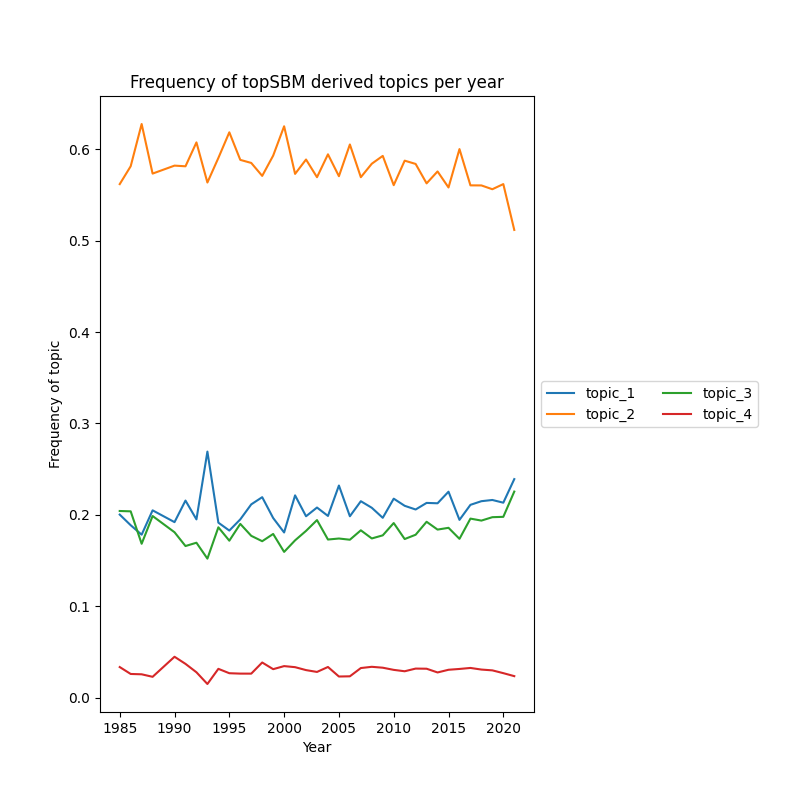 Frequency of topSBM derived topics per year
Frequency of topic
0.6
0.5
0.4
0.3
0.2
0.1
0.0
1985 1990 1995 2000 2005 2010 2015 2020
Year
topic_1 topic_3
topic_2 topic_4